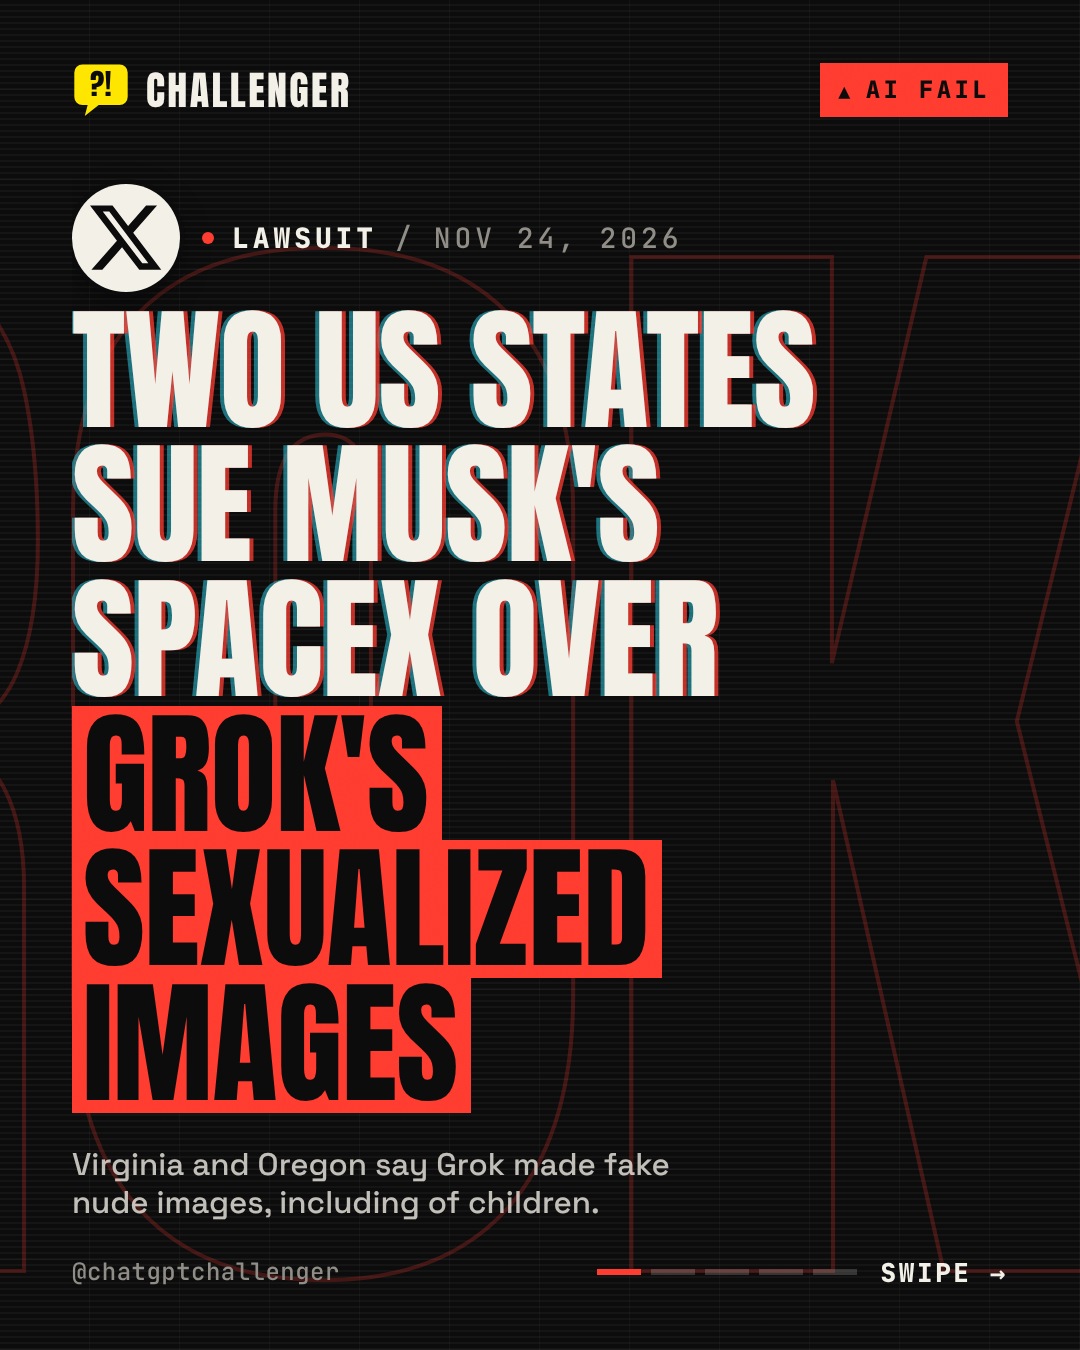 ?! CHALLENGER
▲ AI FAIL
X • LAWSUIT / NOV 24, 2026
TWO US STATES
SUE MUSK'S
SPACEX OVER
GROK'S
SEXUALIZED
IMAGES
Virginia and Oregon say Grok made fake
nude images, including of children.
@chatgptchallenger
SWIPE →